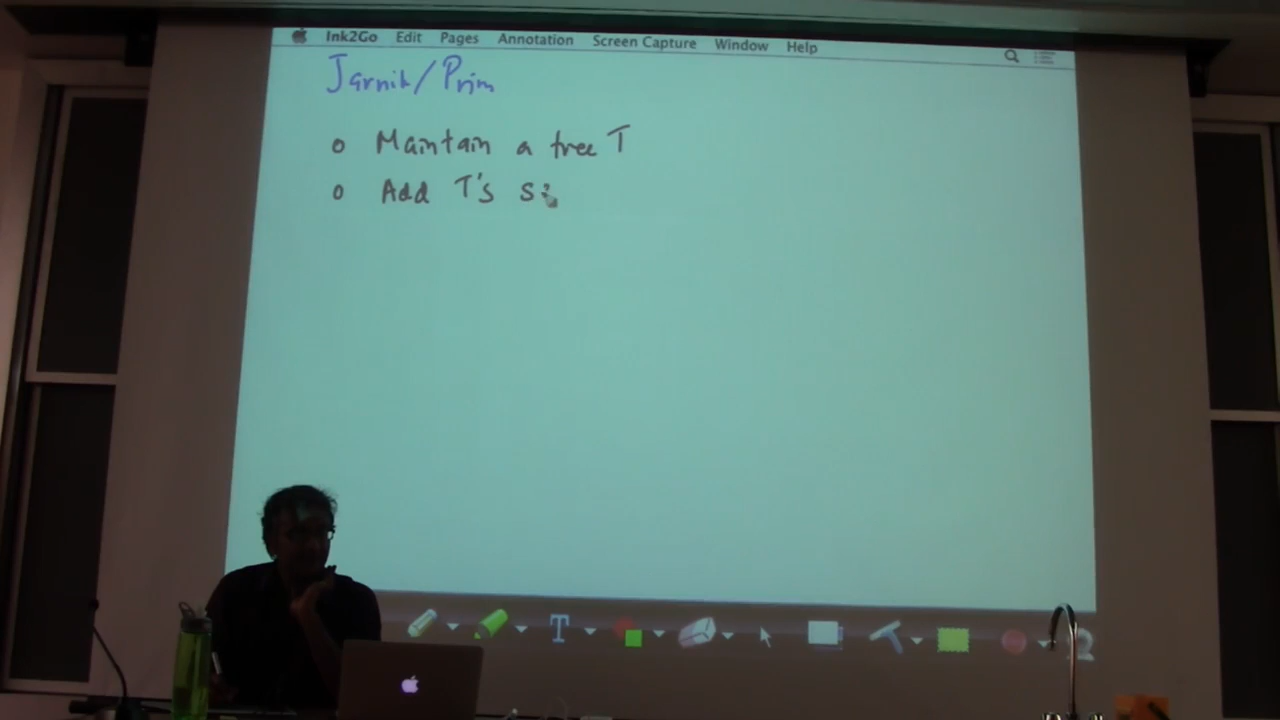 Ink2Go Edit Pages Annotation Screen Capture Window Help
Jarnik/Prim
o Maintain a tree T
o Add T's s
T